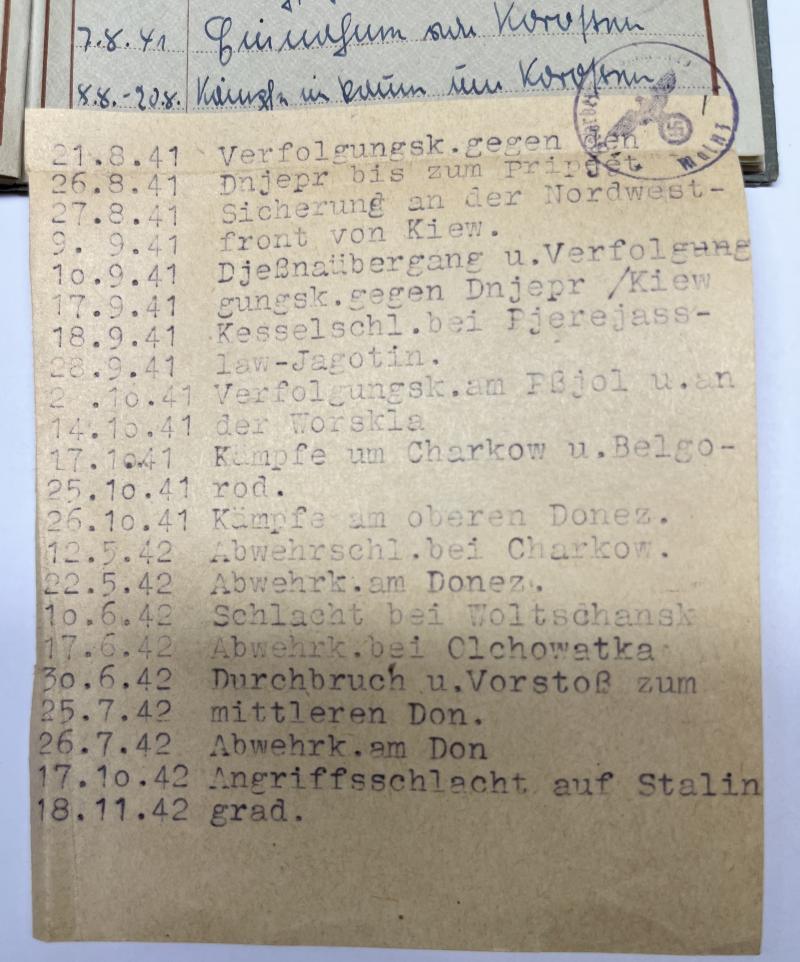 7.8.41 Einnahme von Korosten
8.8.-20.8. Kämpfe im Raum um Korosten
21.8.41 Verfolgungsk.gegen den
26.8.41 Dnjepr bis zum Pripjet
27.8.41 Sicherung an der Nordwest-
9. 9.41 front von Kiew.
1o.9.41 Djeßnaübergang u.Verfolgung
17.9.41 gungsk.gegen Dnjepr /Kiew
18.9.41 Kesselschl.bei Pjerejass-
28.9.41 law-Jagotin.
2 .1o.41 Verfolgungsk.am Pßjol u.an
14.1o.41 der Worskla
17.1o41 Kämpfe um Charkow u.Belgo-
25.1o.41 rod.
26.1o.41 Kämpfe am oberen Donez.
12.5.42 Abwehrschl.bei Charkow.
22.5.42 Abwehrk.am Donez.
1o.6.42 Schlacht bei Woltschansk
17.6.42 Abwehrk.bei Olchowatka
3o.6.42 Durchbruch u.Vorstoß zum
25.7.42 mittleren Don.
26.7.42 Abwehrk.am Don
17.1o.42 Angriffsschlacht auf Stalin
18.11.42 grad.